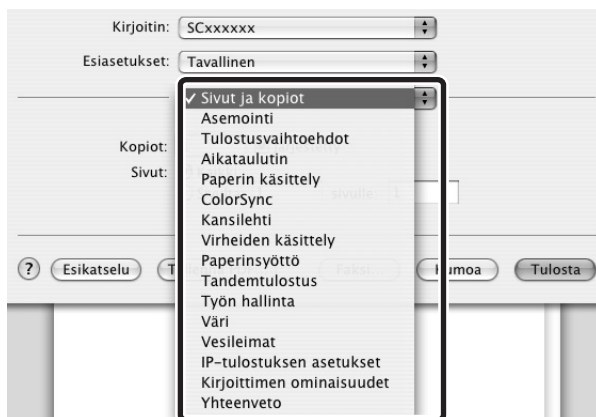 Kirjoitin: SCxxxxxx
Esiasetukset: Tavallinen
✓ Sivut ja kopiot
Asemointi
Tulostusvaihtoehdot
Kopiot:
Aikataulutin
Sivut:
Paperin käsittely
sivulle: 1
ColorSync
Kansilehti
Virheiden käsittely
Paperinsyöttö
? Esikatselu Faksi... Kumoa Tulosta
Tandemtulostus
Työn hallinta
Väri
Vesileimat
IP-tulostuksen asetukset
Kirjoittimen ominaisuudet
Yhteenveto